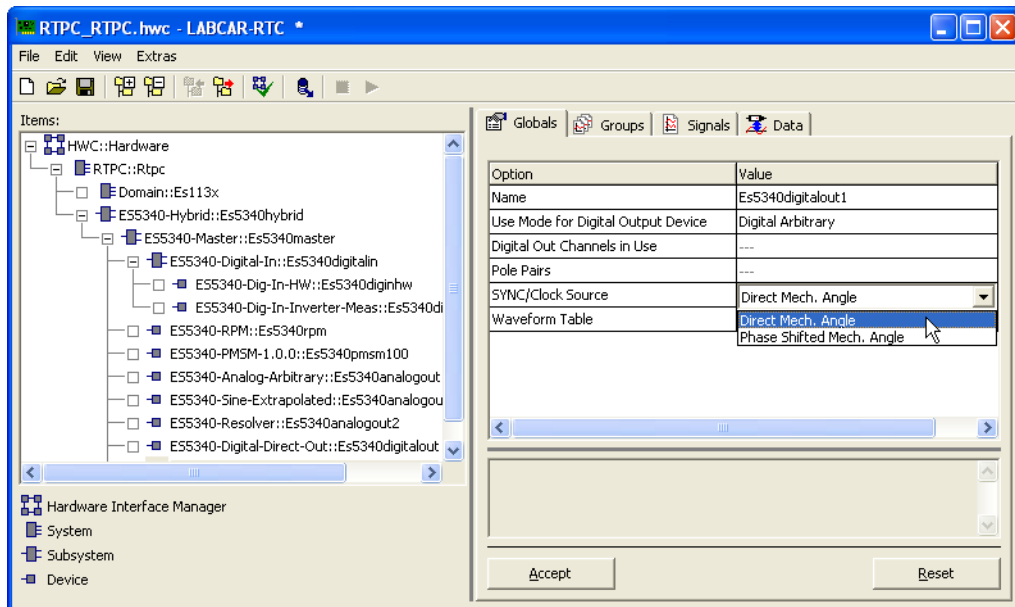 RTPC_RTPC.hwc - LABCAR-RTC *
File Edit View Extras
Items:
HWC::Hardware
RTPC::Rtpc
Domain::Es113x
ES5340-Hybrid::Es5340hybrid
ES5340-Master::Es5340master
ES5340-Digital-In::Es5340digitalin
ES5340-Dig-In-HW::Es5340diginhw
ES5340-Dig-In-Inverter-Meas::Es5340di
ES5340-RPM::Es5340rpm
ES5340-PMSM-1.0.0::Es5340pmsm100
ES5340-Analog-Arbitrary::Es5340analogout
ES5340-Sine-Extrapolated::Es5340analogou
ES5340-Resolver::Es5340analogout2
ES5340-Digital-Direct-Out::Es5340digitalout
Hardware Interface Manager
System
Subsystem
Device
Globals Groups Signals Data
Option Value
Name Es5340digitalout1
Use Mode for Digital Output Device Digital Arbitrary
Digital Out Channels in Use ---
Pole Pairs ---
SYNC/Clock Source Direct Mech. Angle
Waveform Table Direct Mech. Angle
Phase Shifted Mech. Angle
Accept Reset